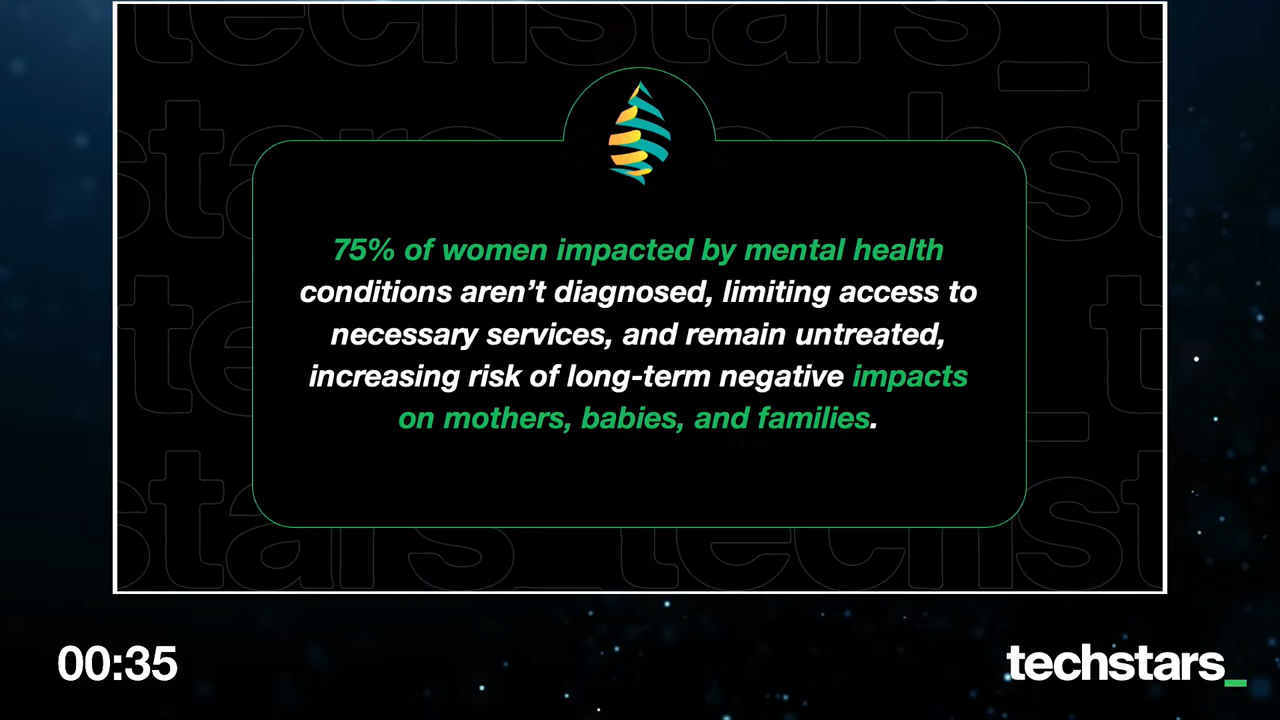 75% of women impacted by mental health
conditions aren’t diagnosed, limiting access to
necessary services, and remain untreated,
increasing risk of long-term negative impacts
on mothers, babies, and families.
00:35
techstars_